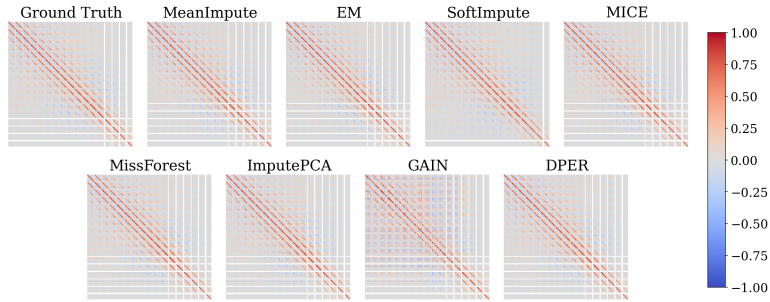 Ground Truth
MeanImpute
EM
SoftImpute
MICE
MissForest
ImputePCA
GAIN
DPER
1.00
0.75
0.50
0.25
0.00
−0.25
−0.50
−0.75
−1.00